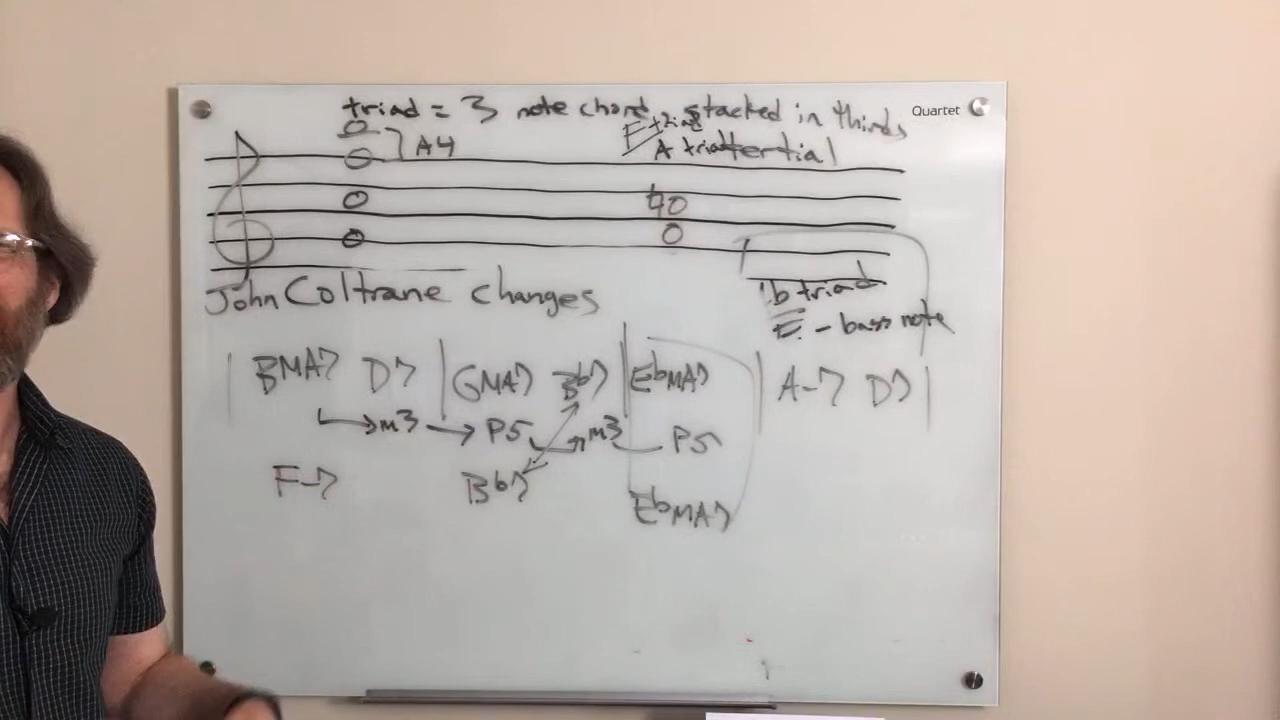 triad = 3 note chord stacked in thirds
Quartet
A4
E triad
A triad tertial
John Coltrane changes
b triad
E - bass note
BMA7 D7 | GMA7 Bb7 | EbMA7 | A-7 D7 |
m3 P5 m3 P5
F-7 Bb7 EbMA7